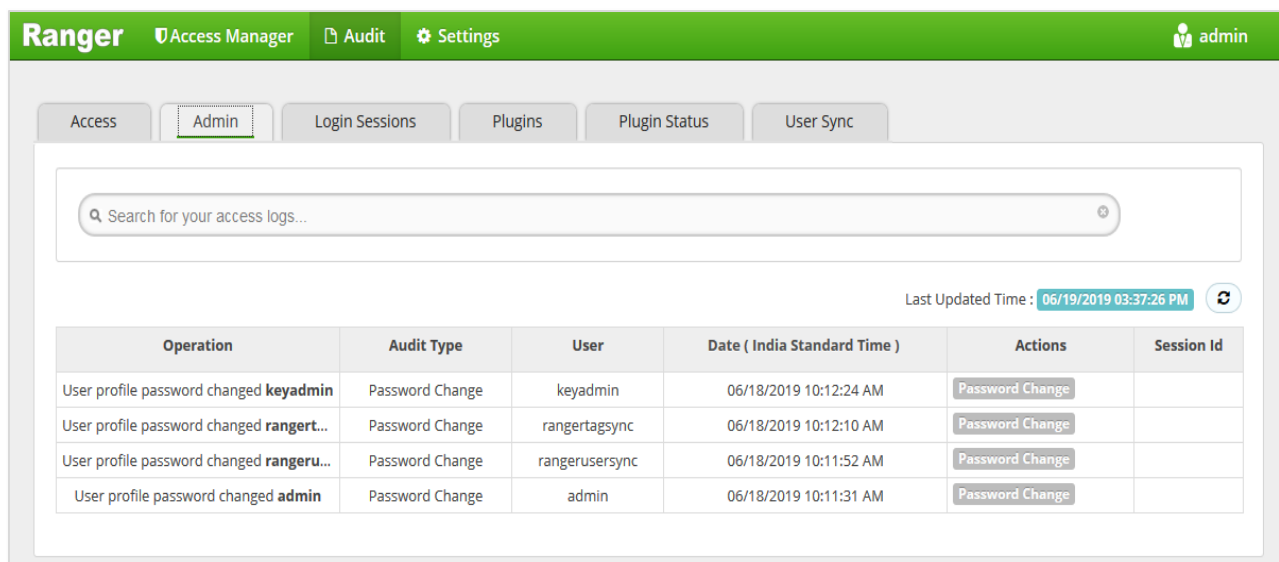 Ranger Access Manager Audit Settings admin
Access Admin Login Sessions Plugins Plugin Status User Sync
Search for your access logs...
Last Updated Time : 06/19/2019 03:37:26 PM
Operation Audit Type User Date ( India Standard Time ) Actions Session Id
User profile password changed keyadmin Password Change keyadmin 06/18/2019 10:12:24 AM Password Change
User profile password changed rangert... Password Change rangertagsync 06/18/2019 10:12:10 AM Password Change
User profile password changed rangeru... Password Change rangerusersync 06/18/2019 10:11:52 AM Password Change
User profile password changed admin Password Change admin 06/18/2019 10:11:31 AM Password Change